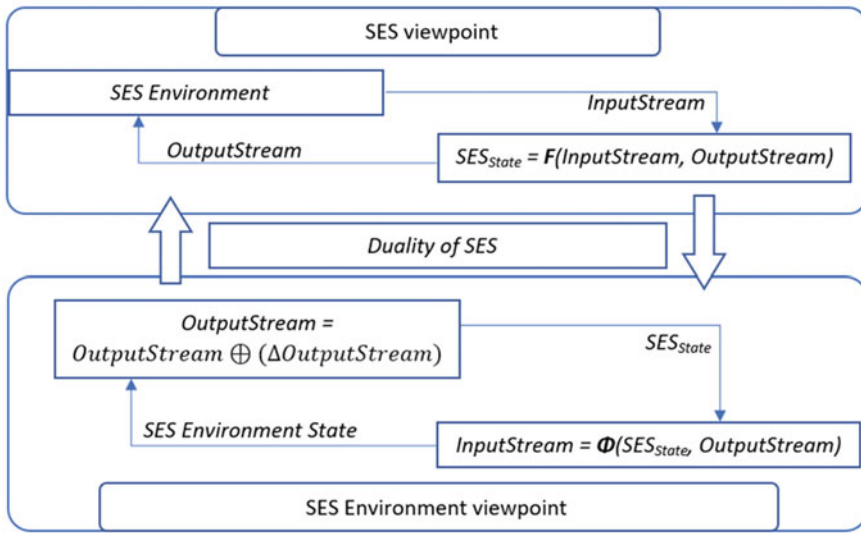 SES viewpoint
SES Environment
InputStream
OutputStream
SES_State = F(InputStream, OutputStream)
Duality of SES
OutputStream =
OutputStream ⊕ (ΔOutputStream)
SES_State
SES Environment State
InputStream = Φ(SES_State, OutputStream)
SES Environment viewpoint